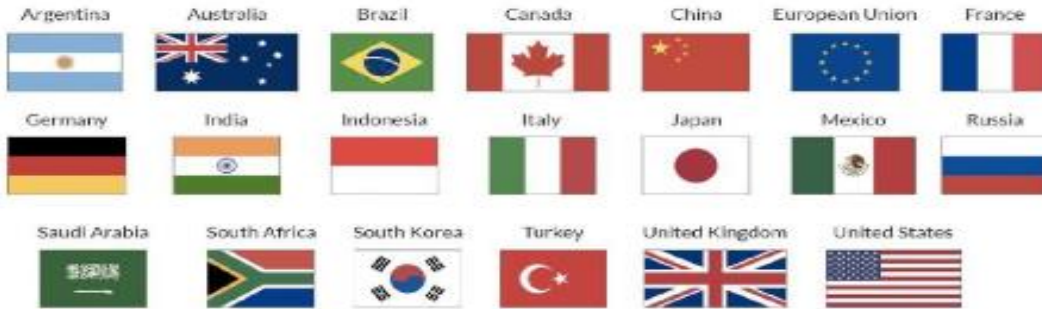 Argentina Australia Brazil Canada China European Union France
Germany India Indonesia Italy Japan Mexico Russia
Saudi Arabia South Africa South Korea Turkey United Kingdom United States